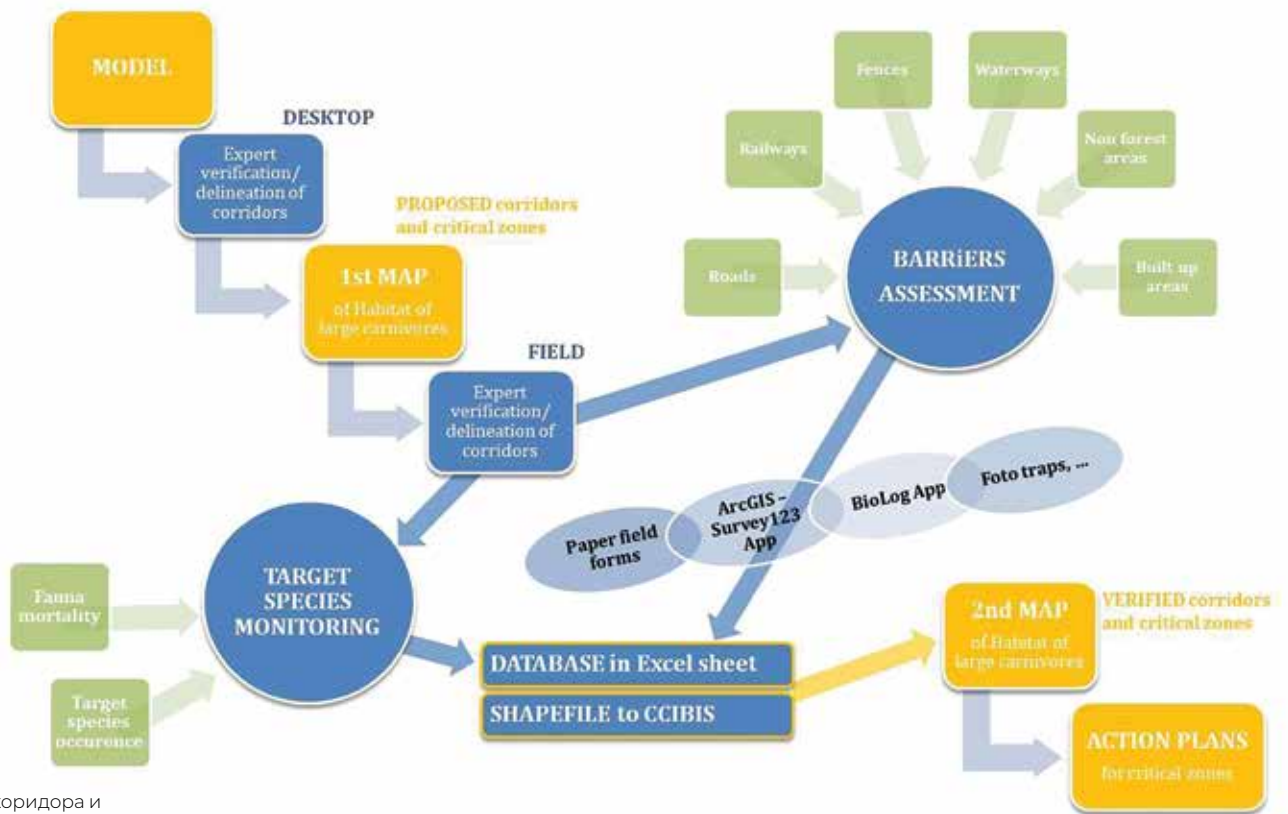 MODEL
DESKTOP
Expert
verification/
delineation of
corridors
PROPOSED corridors
and critical zones
1st MAP
of Habitat of
large carnivores
FIELD
Expert
verification/
delineation of
corridors
Fences
Waterways
Railways
Non forest
areas
Roads
Built up
areas
BARRiERS
ASSESSMENT
Paper field
forms
ArcGIS –
Survey123
App
BioLog App
Foto traps, ...
TARGET
SPECIES
MONITORING
Fauna
mortality
Target
species
occurence
DATABASE in Excel sheet
SHAPEFILE to CCIBIS
2nd MAP
of Habitat of
large carnivores
VERIFIED corridors
and critical zones
ACTION PLANS
for critical zones
оридора и